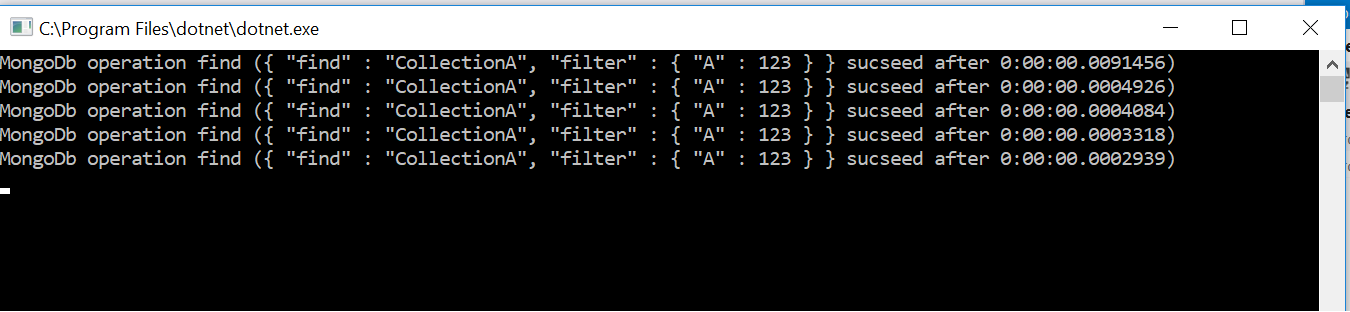 C:\Program Files\dotnet\dotnet.exe
MongoDb operation find ({ "find" : "CollectionA", "filter" : { "A" : 123 } } sucseed after 0:00:00.0091456)
MongoDb operation find ({ "find" : "CollectionA", "filter" : { "A" : 123 } } sucseed after 0:00:00.0004926)
MongoDb operation find ({ "find" : "CollectionA", "filter" : { "A" : 123 } } sucseed after 0:00:00.0004084)
MongoDb operation find ({ "find" : "CollectionA", "filter" : { "A" : 123 } } sucseed after 0:00:00.0003318)
MongoDb operation find ({ "find" : "CollectionA", "filter" : { "A" : 123 } } sucseed after 0:00:00.0002939)